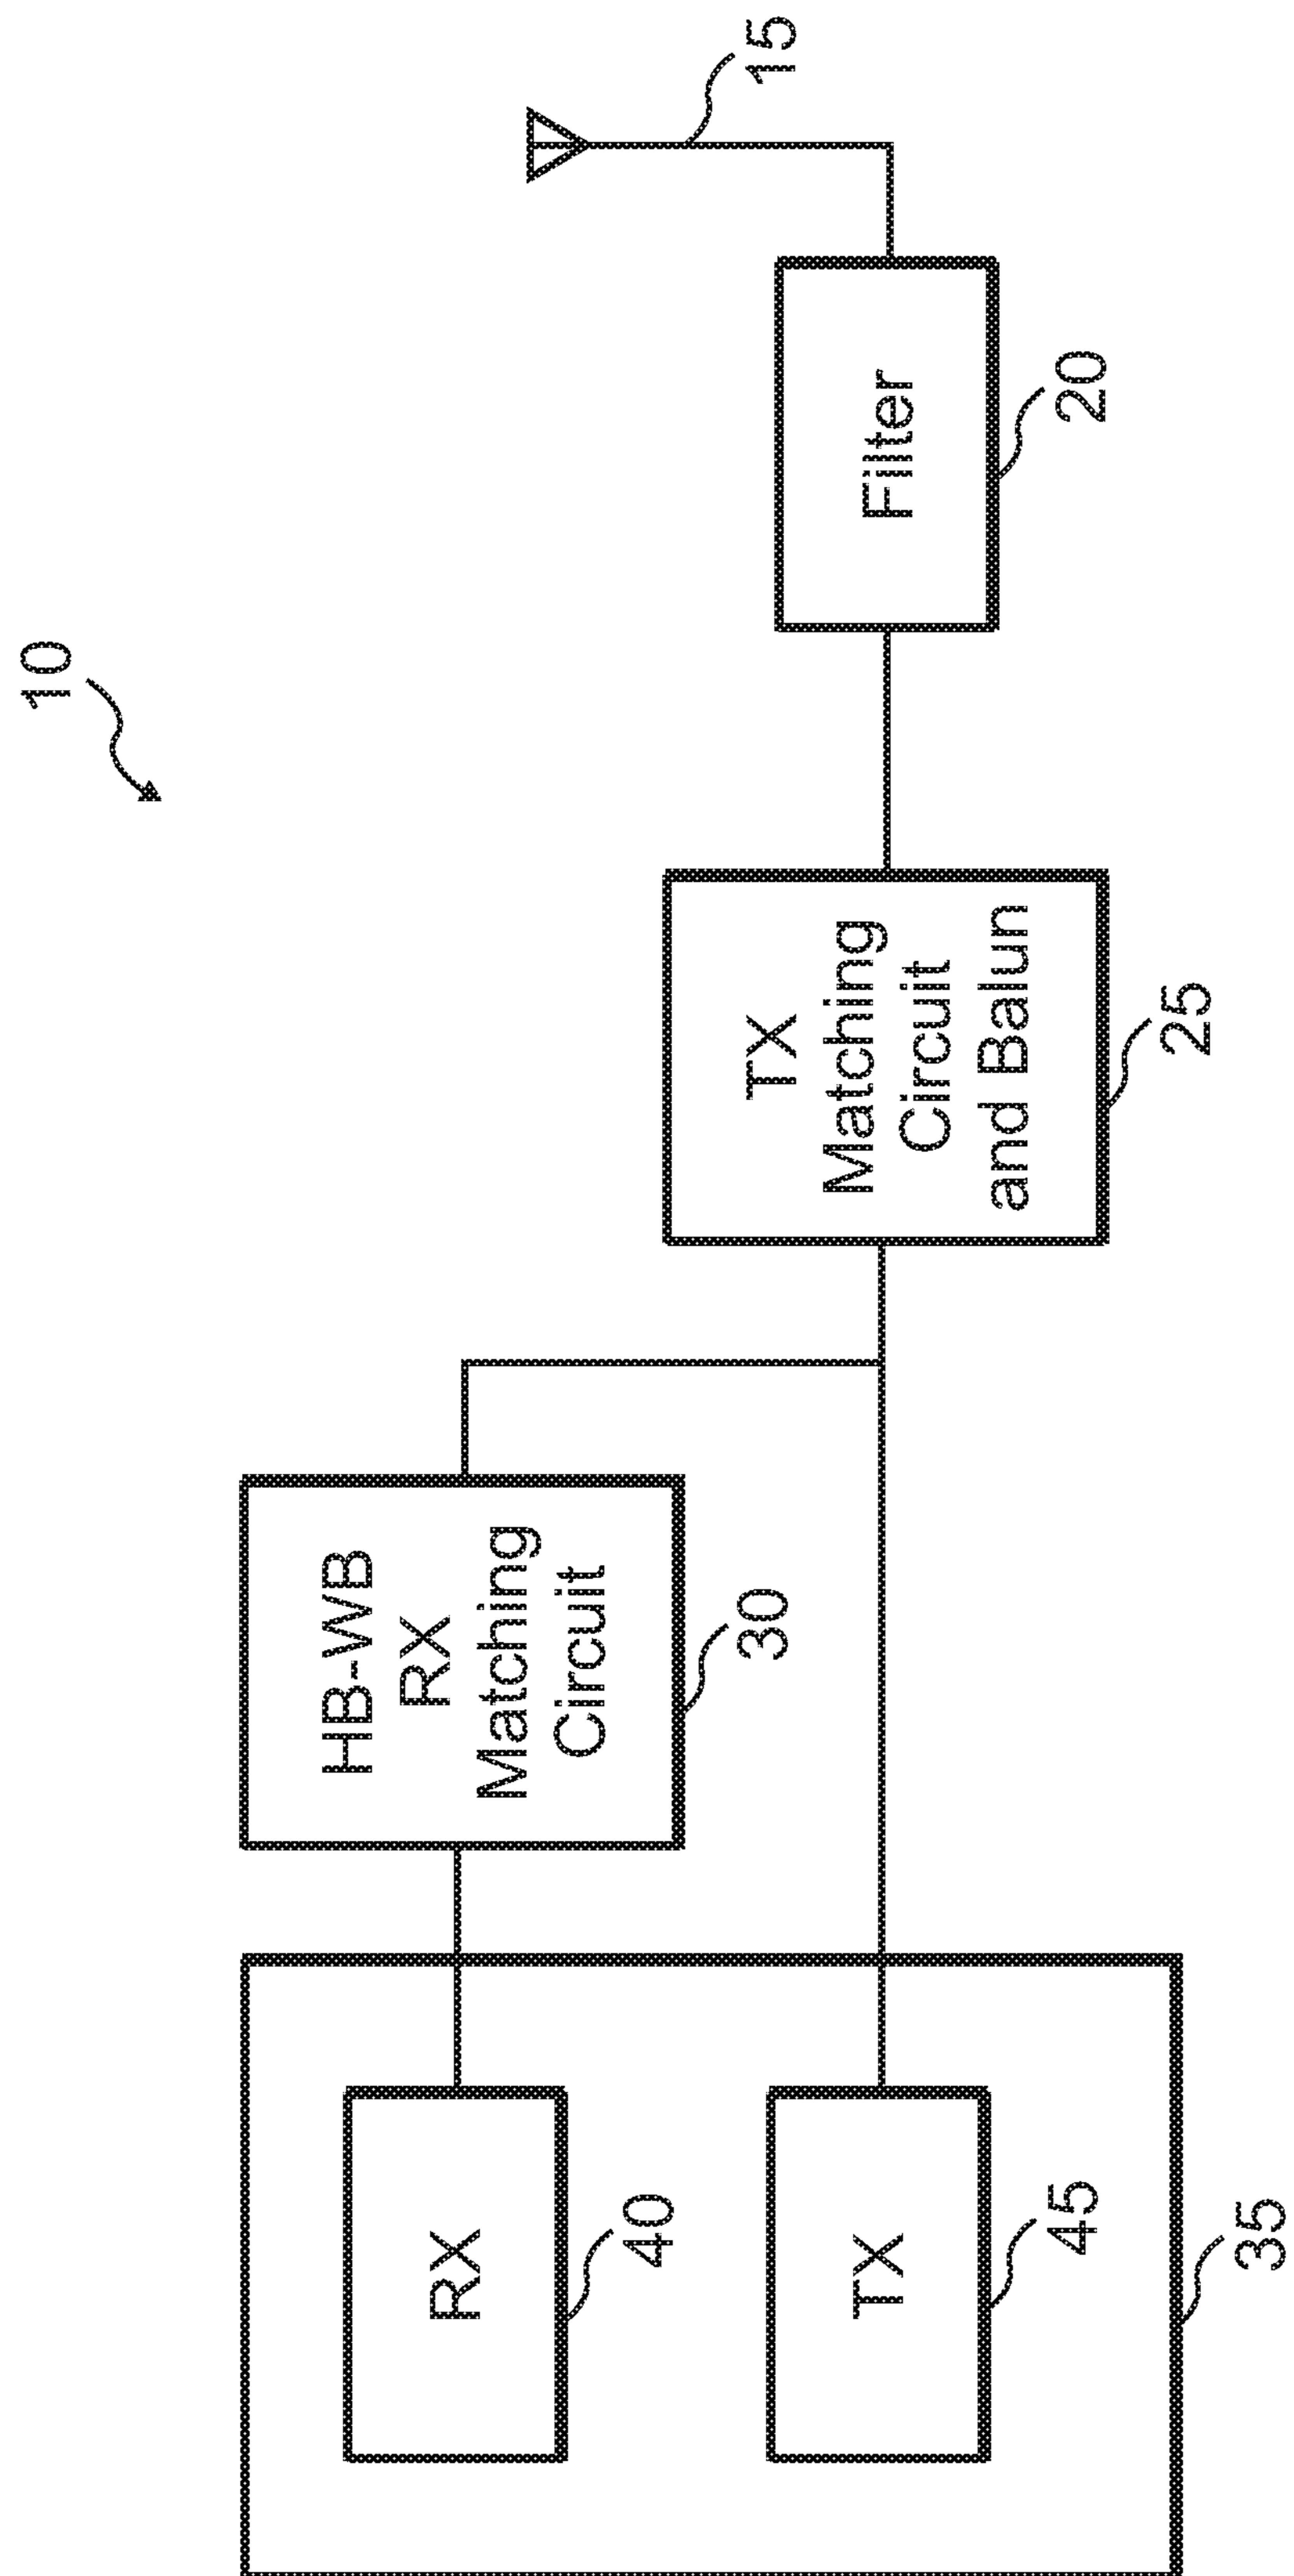 10
RX
40
TX
45
35
HB-WB
RX
Matching
Circuit
30
TX
Matching
Circuit
and Balun
25
Filter
20
15